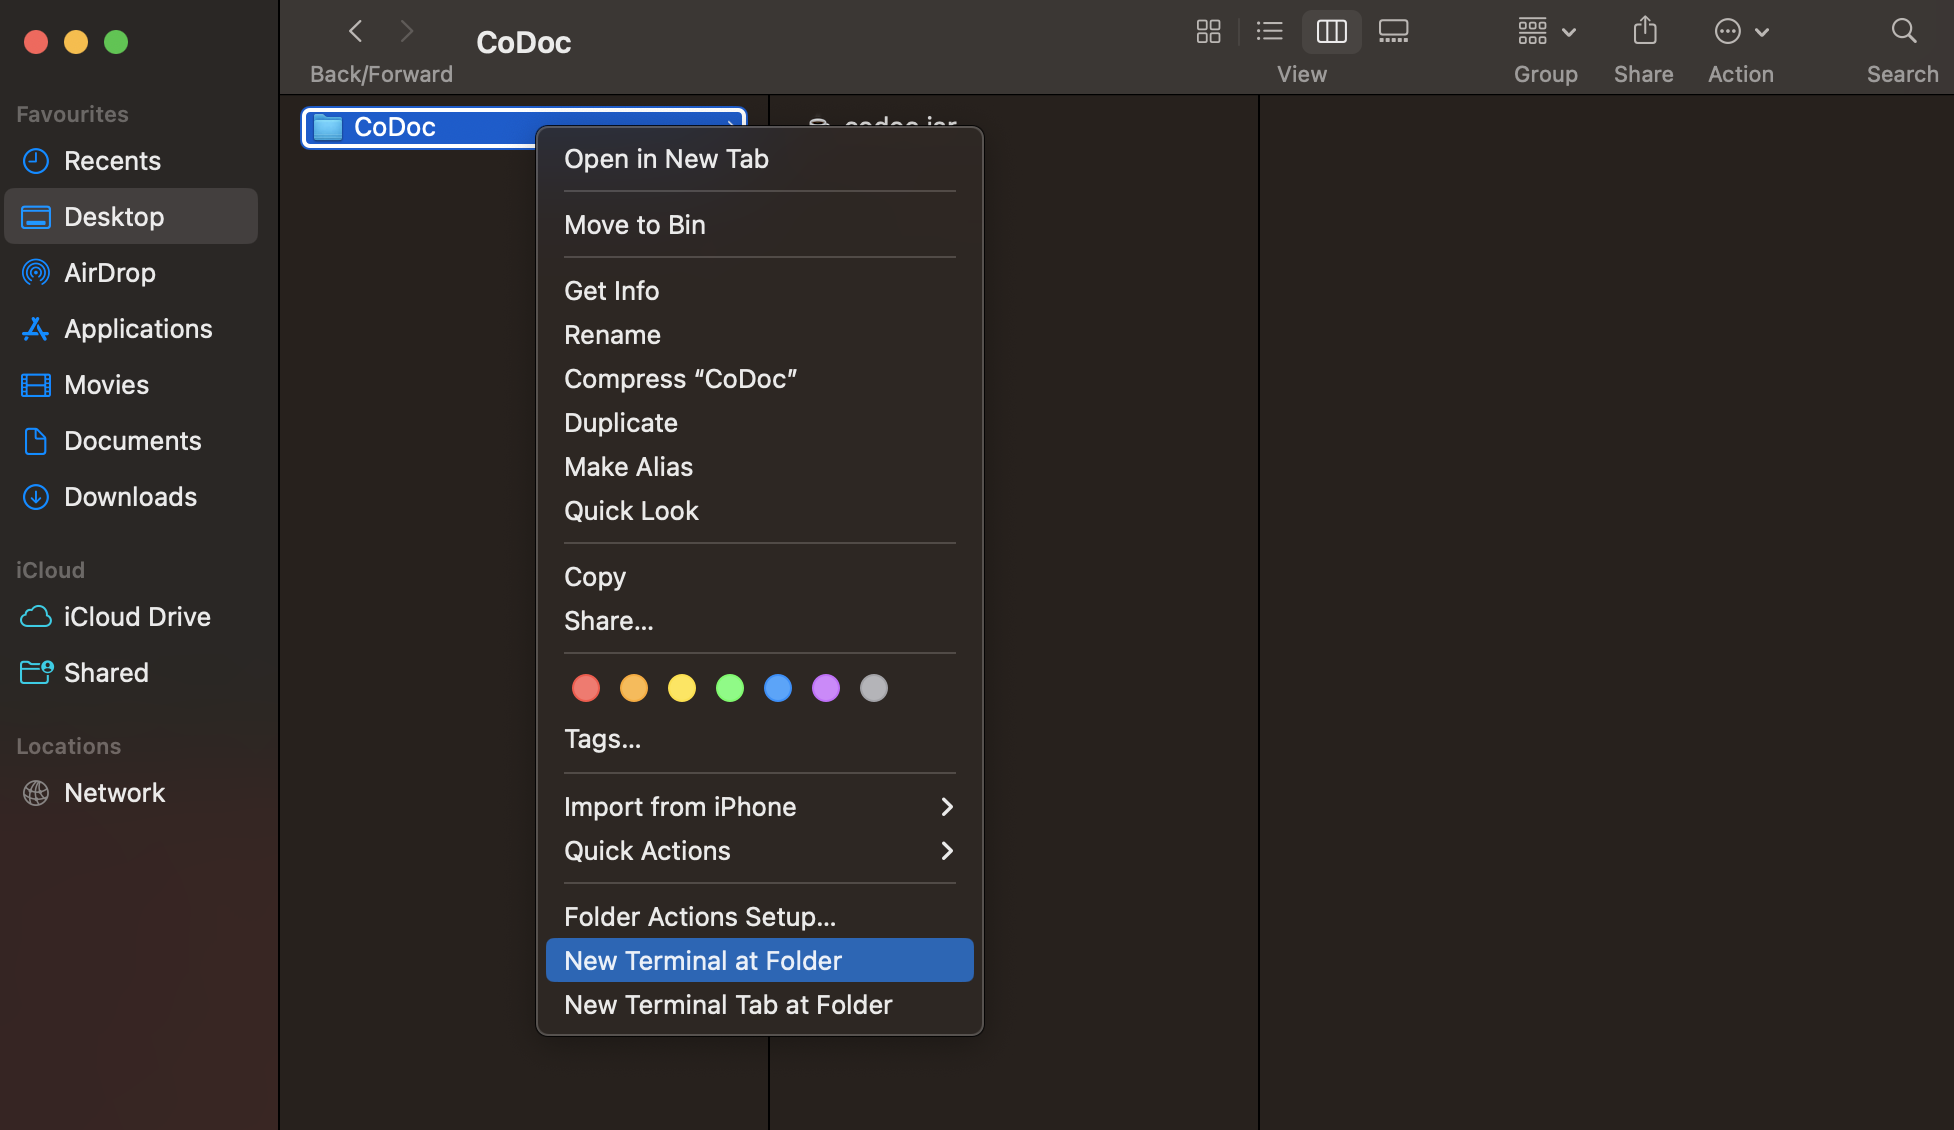 CoDoc
Back/Forward
View
Group
Share
Action
Search
Favourites
Recents
Desktop
AirDrop
Applications
Movies
Documents
Downloads
iCloud
iCloud Drive
Shared
Locations
Network
CoDoc
codoc.jar
Open in New Tab
Move to Bin
Get Info
Rename
Compress “CoDoc”
Duplicate
Make Alias
Quick Look
Copy
Share...
Tags...
Import from iPhone
Quick Actions
Folder Actions Setup...
New Terminal at Folder
New Terminal Tab at Folder